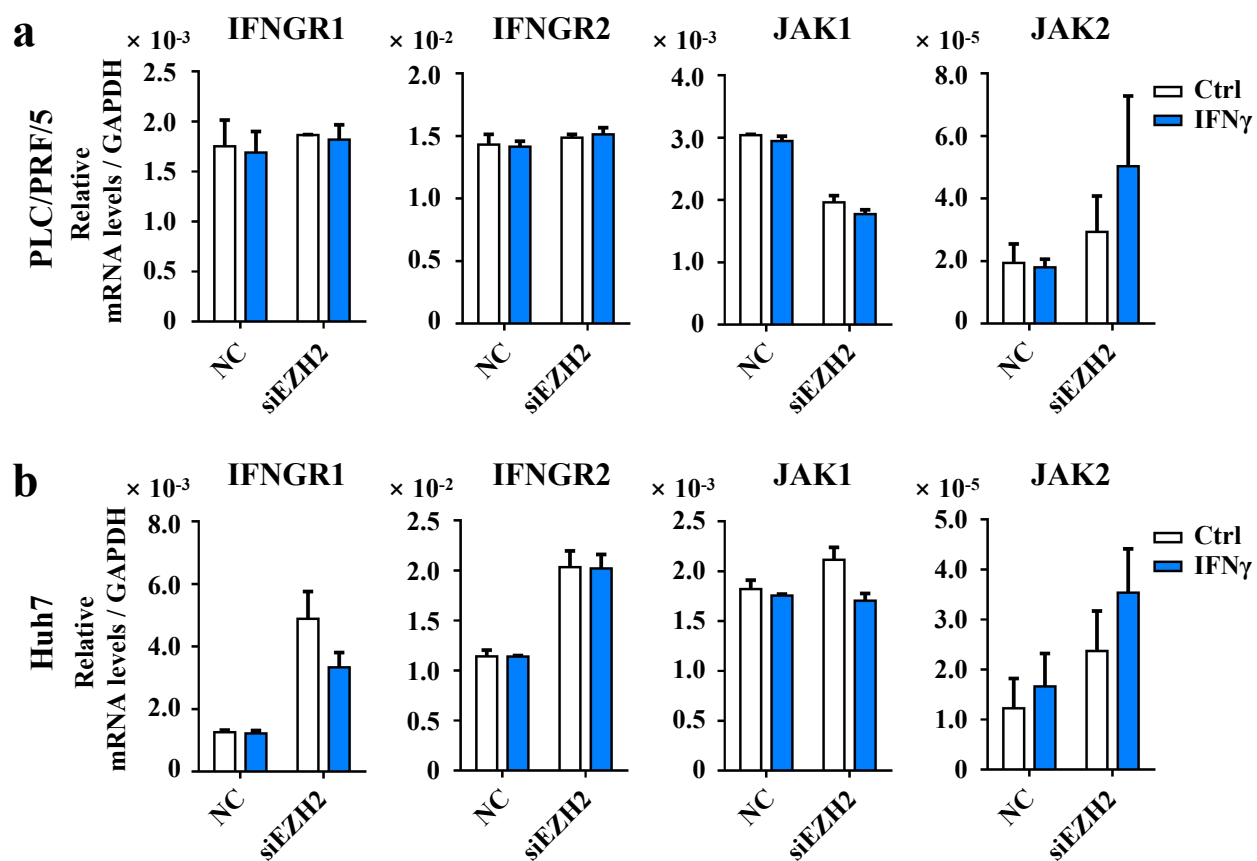 a
IFNGR1
IFNGR2
JAK1
JAK2
× 10-3
× 10-2
× 10-3
× 10-5
PLC/PRF/5
Relative
mRNA levels / GAPDH
2.5
2.0
1.5
1.0
0.5
0
NC
siEZH2
2.0
1.5
1.0
0.5
0
NC
siEZH2
4.0
3.0
2.0
1.0
0
NC
siEZH2
8.0
6.0
4.0
2.0
0
NC
siEZH2
Ctrl
IFNγ
b
IFNGR1
IFNGR2
JAK1
JAK2
× 10-3
× 10-2
× 10-3
× 10-5
Huh7
Relative
mRNA levels / GAPDH
8.0
6.0
4.0
2.0
0
NC
siEZH2
2.5
2.0
1.5
1.0
0.5
0
NC
siEZH2
2.5
2.0
1.5
1.0
0.5
0
NC
siEZH2
5.0
4.0
3.0
2.0
1.0
0
NC
siEZH2
Ctrl
IFNγ